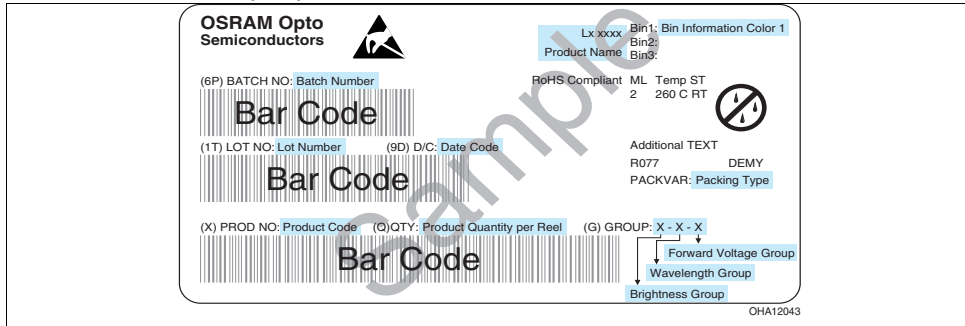 OSRAM Opto
Semiconductors
Lx xxxx
Product Name
Bin1: Bin Information Color 1
Bin2:
Bin3:
RoHS Compliant ML Temp ST
2 260 C RT
(6P) BATCH NO: Batch Number
Bar Code
(1T) LOT NO: Lot Number (9D) D/C: Date Code
Bar Code
Additional TEXT
R077 DEMY
PACKVAR: Packing Type
(X) PROD NO: Product Code (Q)QTY: Product Quantity per Reel (G) GROUP: X - X - X
Bar Code
Forward Voltage Group
Wavelength Group
Brightness Group
Sample
OHA12043